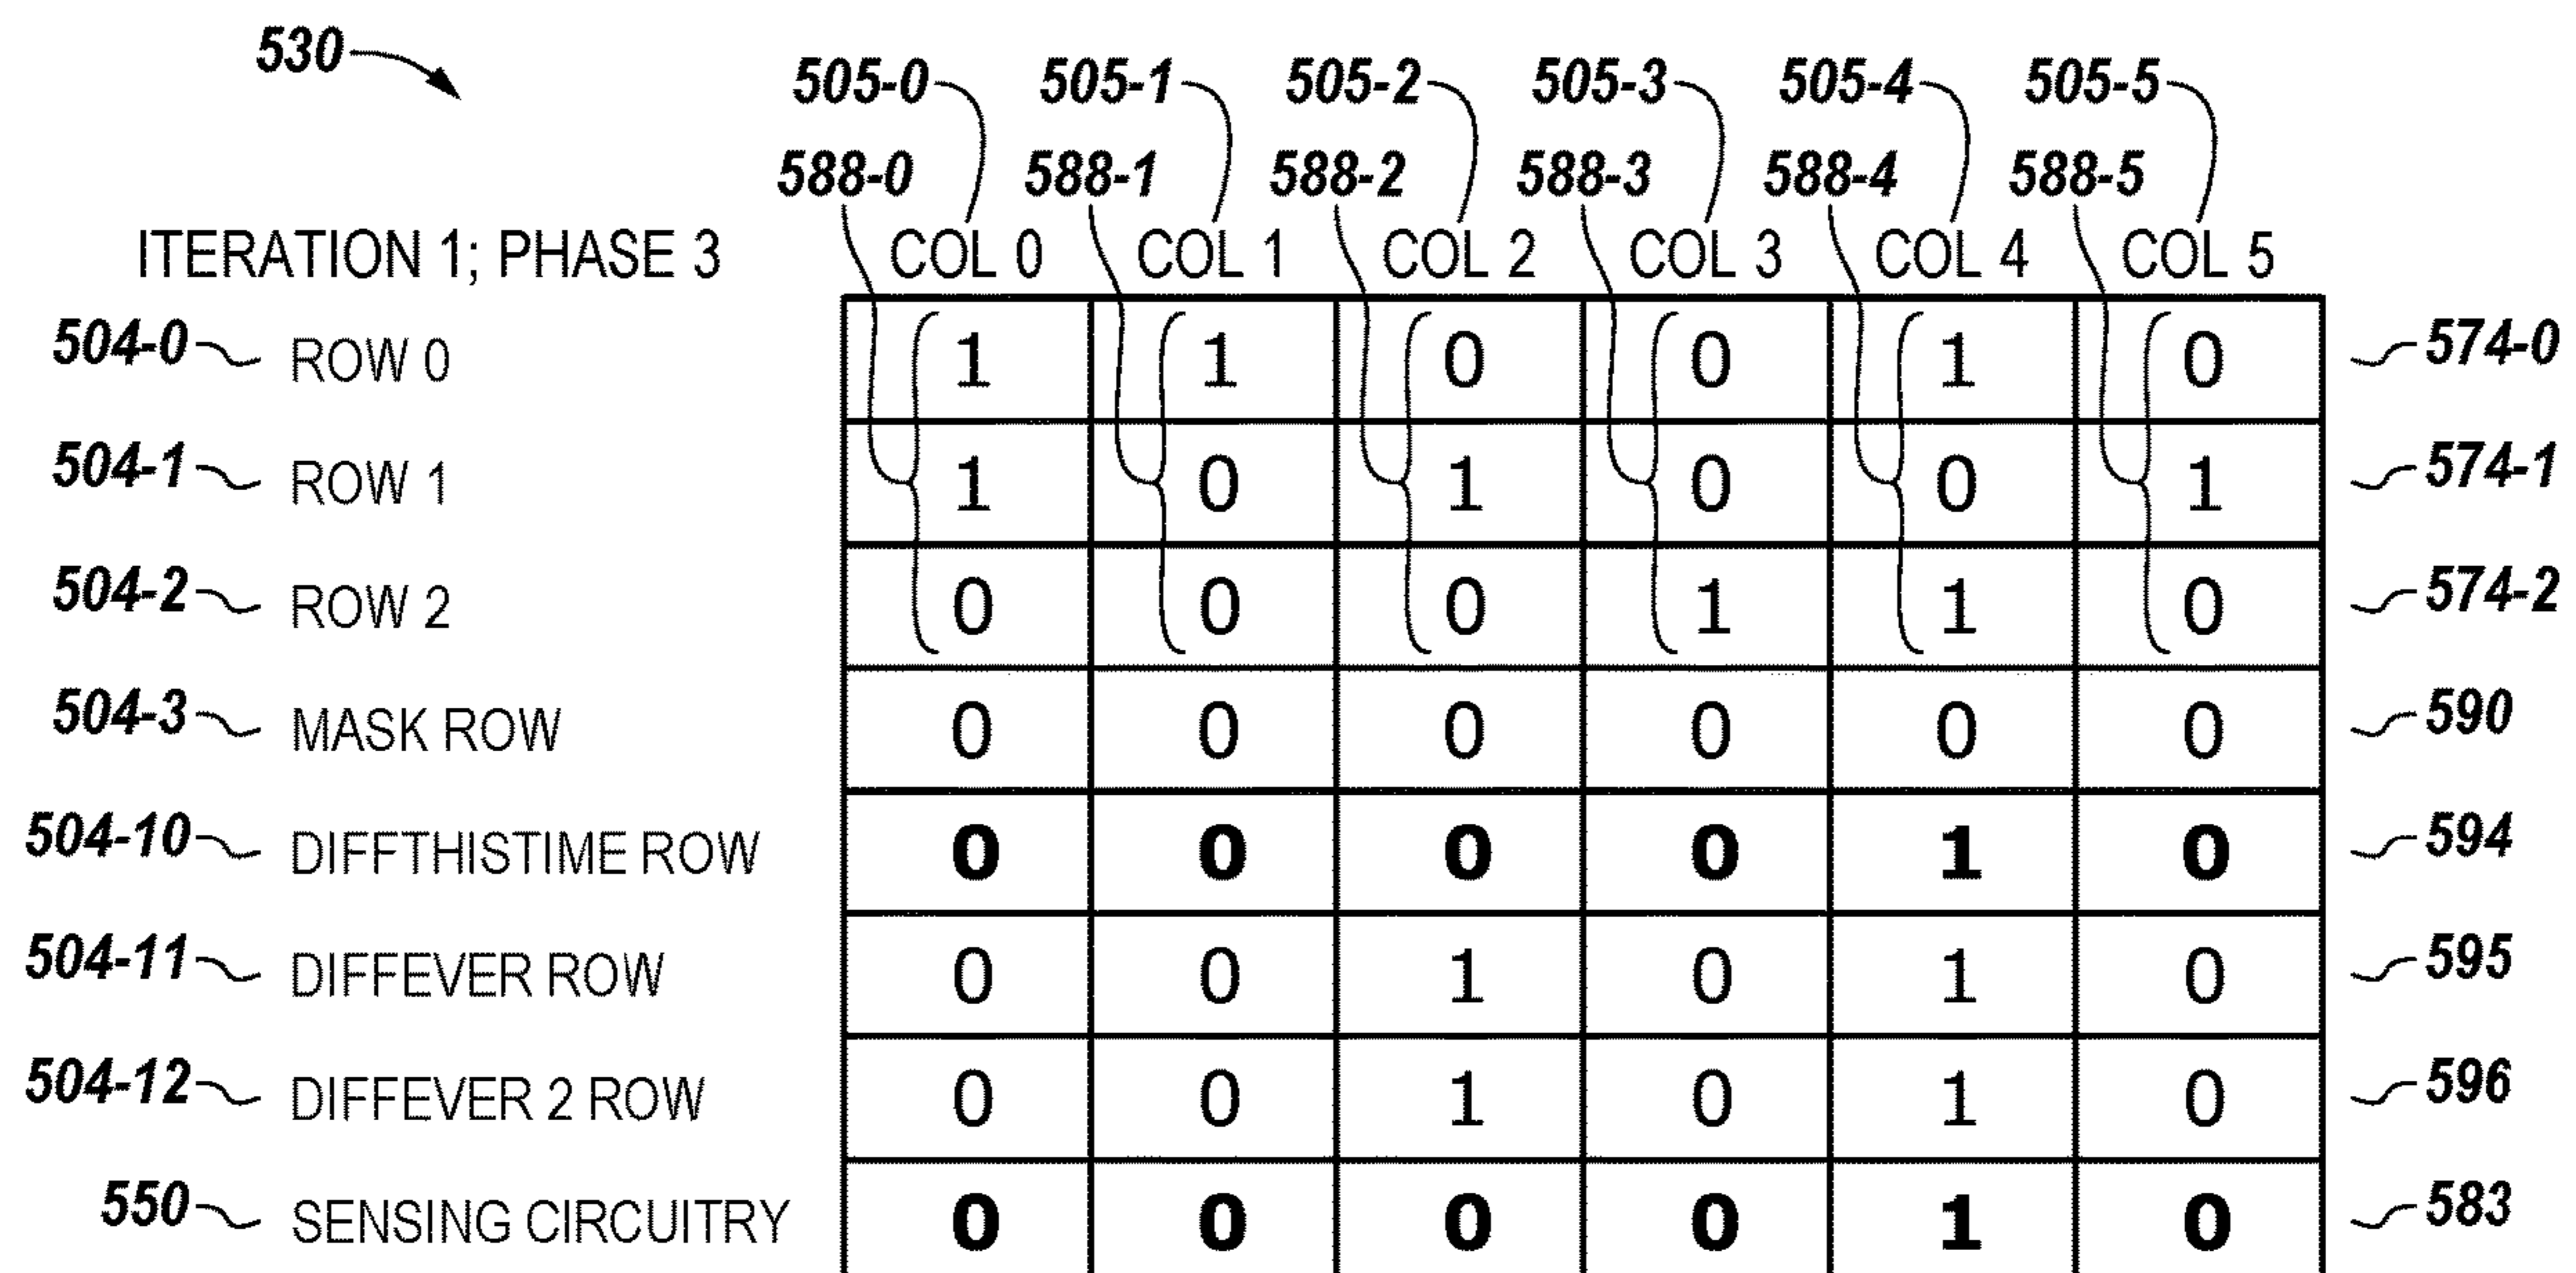 530
505-0 505-1 505-2 505-3 505-4 505-5
588-0 588-1 588-2 588-3 588-4 588-5
ITERATION 1; PHASE 3 COL 0 COL 1 COL 2 COL 3 COL 4 COL 5
504-0 ROW 0 1 1 0 0 1 0 574-0
504-1 ROW 1 1 0 1 0 0 1 574-1
504-2 ROW 2 0 0 0 1 1 0 574-2
504-3 MASK ROW 0 0 0 0 0 0 590
504-10 DIFFTHISTIME ROW 0 0 0 0 1 0 594
504-11 DIFFEVER ROW 0 0 1 0 1 0 595
504-12 DIFFEVER 2 ROW 0 0 1 0 1 0 596
550 SENSING CIRCUITRY 0 0 0 0 1 0 583